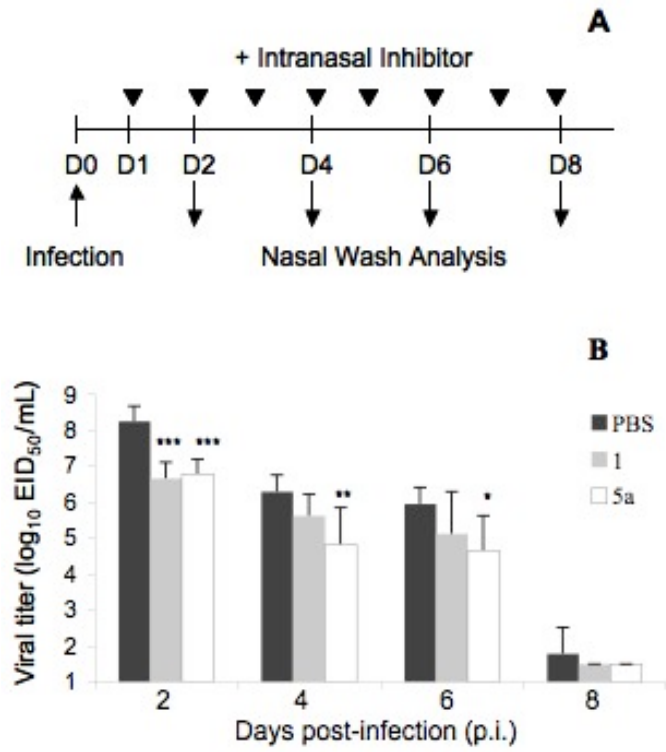 A
+ Intranasal Inhibitor
D0 D1 D2 D4 D6 D8
Infection Nasal Wash Analysis
B
9
8
7
6
5
4
3
2
1
Viral titer (log₁₀ EID₅₀/mL)
*** ***
**
*
PBS
1
5a
2 4 6 8
Days post-infection (p.i.)